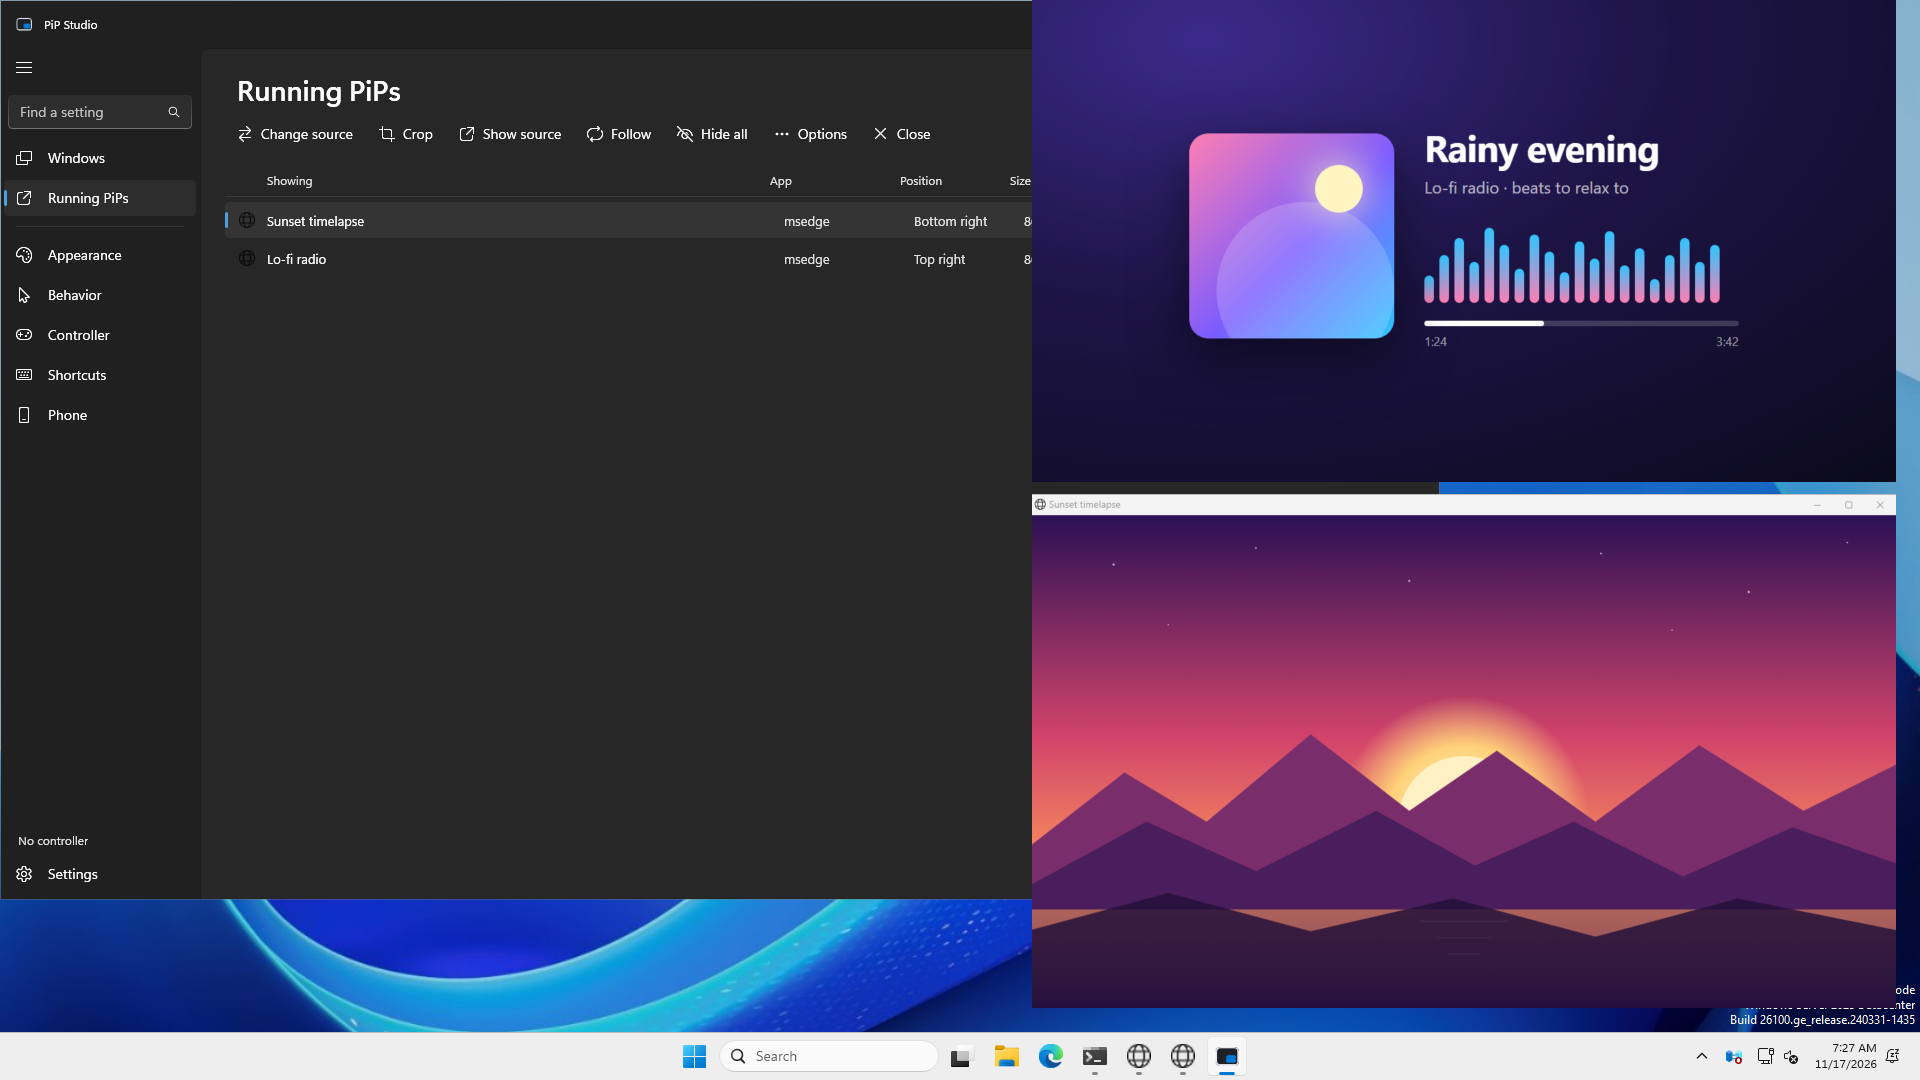 PiP Studio
Find a setting
Windows
Running PiPs
Appearance
Behavior
Controller
Shortcuts
Phone
No controller
Settings
Running PiPs
Change source Crop Show source Follow Hide all Options Close
Showing App Position Size
Sunset timelapse msedge Bottom right
Lo-fi radio msedge Top right
Rainy evening
Lo-fi radio · beats to relax to
1:24 3:42
Sunset timelapse
Build 26100.ge_release.240331-1435
Search
7:27 AM
11/17/2026